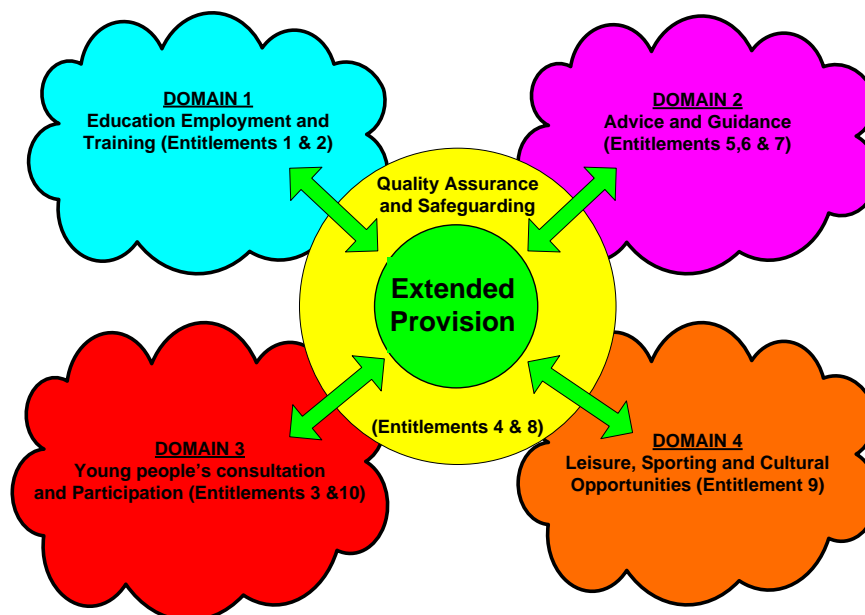 DOMAIN 1
Education Employment and
Training (Entitlements 1 & 2)
DOMAIN 2
Advice and Guidance
(Entitlements 5,6 & 7)
Quality Assurance
and Safeguarding
Extended
Provision
(Entitlements 4 & 8)
DOMAIN 3
Young people's consultation
and Participation (Entitlements 3 &10)
DOMAIN 4
Leisure, Sporting and Cultural
Opportunities (Entitlement 9)